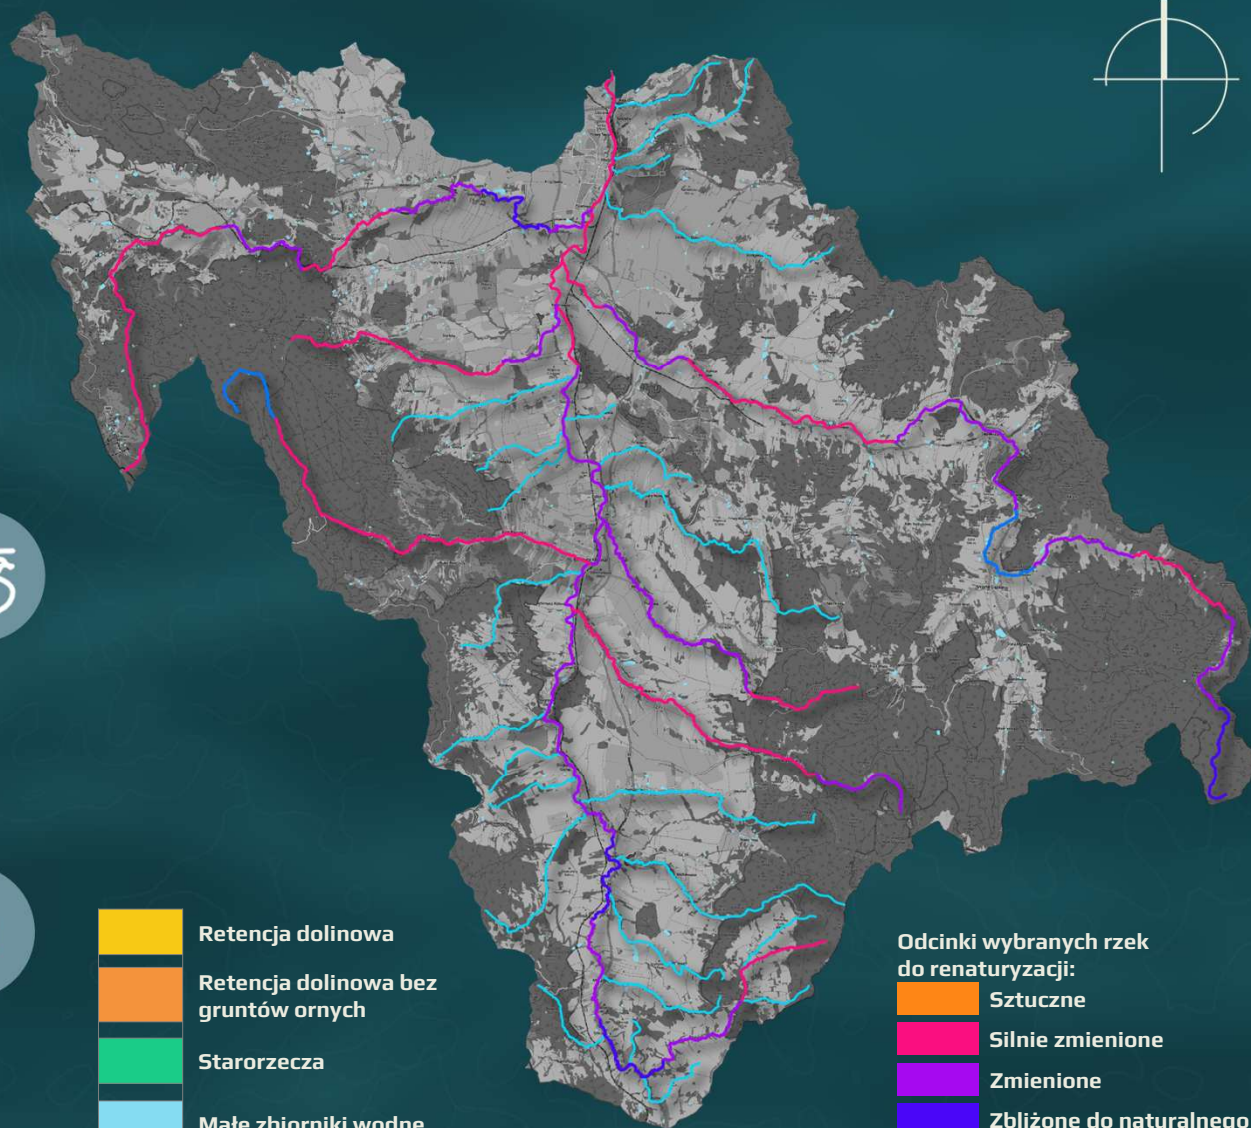 Retencja dolinowa
Retencja dolinowa bez
gruntów ornych
Starorzecza
Małe zbiorniki wodne
Odcinki wybranych rzek
do renaturyzacji:
Sztuczne
Silnie zmienione
Zmienione
Zbliżone do naturalnego